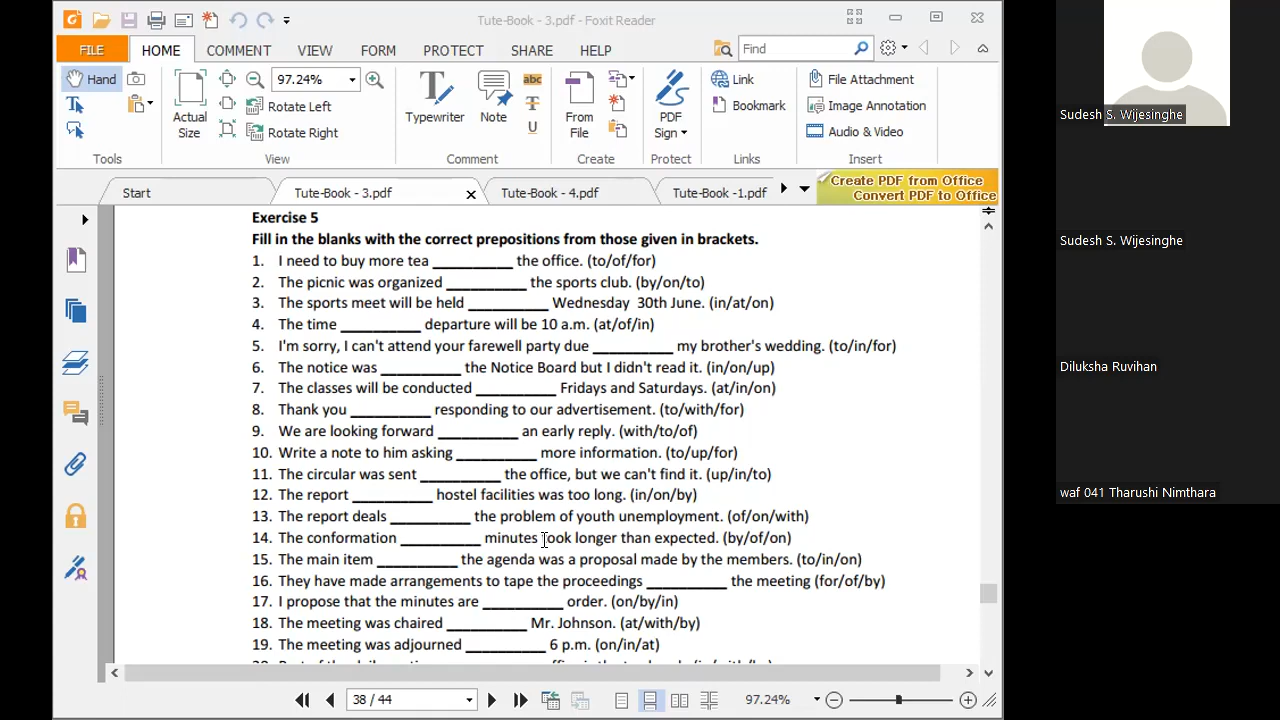 Tute-Book - 3.pdf - Foxit Reader
FILE HOME COMMENT VIEW FORM PROTECT SHARE HELP Find
Hand 97.24% Link File Attachment
Actual Size Rotate Left Typewriter Note From File PDF Sign Bookmark Image Annotation
Rotate Right Audio & Video
Tools View Comment Create Protect Links Insert
Start Tute-Book - 3.pdf Tute-Book - 4.pdf Tute-Book -1.pdf
Create PDF from Office
Convert PDF to Office
Exercise 5
Fill in the blanks with the correct prepositions from those given in brackets.
1. I need to buy more tea __________ the office. (to/of/for)
2. The picnic was organized __________ the sports club. (by/on/to)
3. The sports meet will be held __________ Wednesday 30th June. (in/at/on)
4. The time __________ departure will be 10 a.m. (at/of/in)
5. I'm sorry, I can't attend your farewell party due __________ my brother's wedding. (to/in/for)
6. The notice was __________ the Notice Board but I didn't read it. (in/on/up)
7. The classes will be conducted __________ Fridays and Saturdays. (at/in/on)
8. Thank you __________ responding to our advertisement. (to/with/for)
9. We are looking forward __________ an early reply. (with/to/of)
10. Write a note to him asking __________ more information. (to/up/for)
11. The circular was sent __________ the office, but we can't find it. (up/in/to)
12. The report __________ hostel facilities was too long. (in/on/by)
13. The report deals __________ the problem of youth unemployment. (of/on/with)
14. The conformation __________ minutes took longer than expected. (by/of/on)
15. The main item __________ the agenda was a proposal made by the members. (to/in/on)
16. They have made arrangements to tape the proceedings __________ the meeting (for/of/by)
17. I propose that the minutes are __________ order. (on/by/in)
18. The meeting was chaired __________ Mr. Johnson. (at/with/by)
19. The meeting was adjourned __________ 6 p.m. (on/in/at)
38 / 44 97.24%
Sudesh S. Wijesinghe
Sudesh S. Wijesinghe
Diluksha Ruvihan
waf 041 Tharushi Nimthara